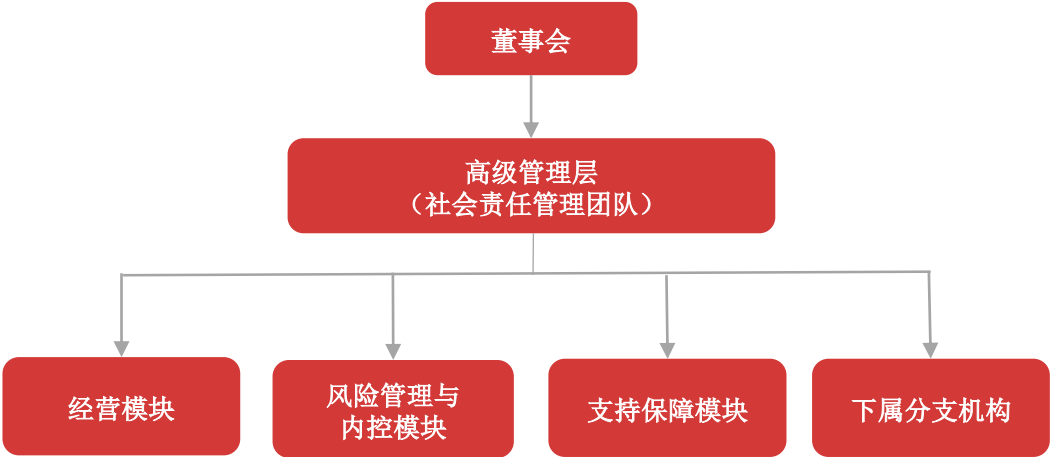 董事会
高级管理层
（社会责任管理团队）
经营模块
风险管理与
内控模块
支持保障模块
下属分支机构